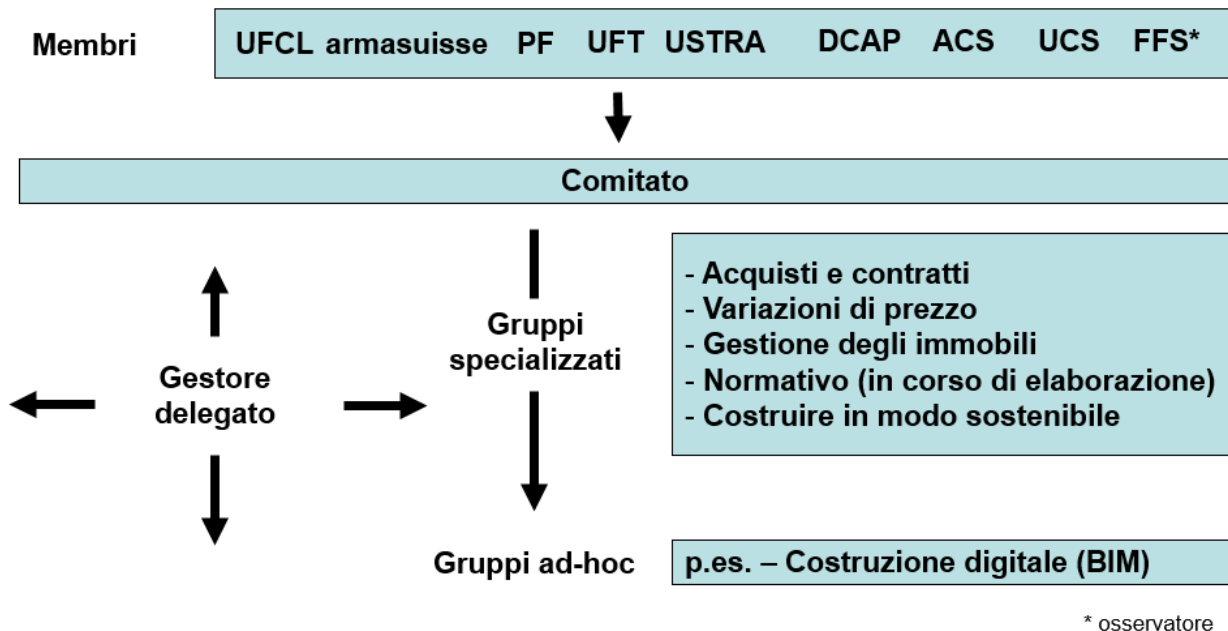 Membri
UFCL armasuisse PF UFT USTRA DCAP ACS UCS FFS*
Comitato
Gestore
delegato
Gruppi
specializzati
- Acquisti e contratti
- Variazioni di prezzo
- Gestione degli immobili
- Normativo (in corso di elaborazione)
- Costruire in modo sostenibile
Gruppi ad-hoc
p.es. – Costruzione digitale (BIM)
* osservatore